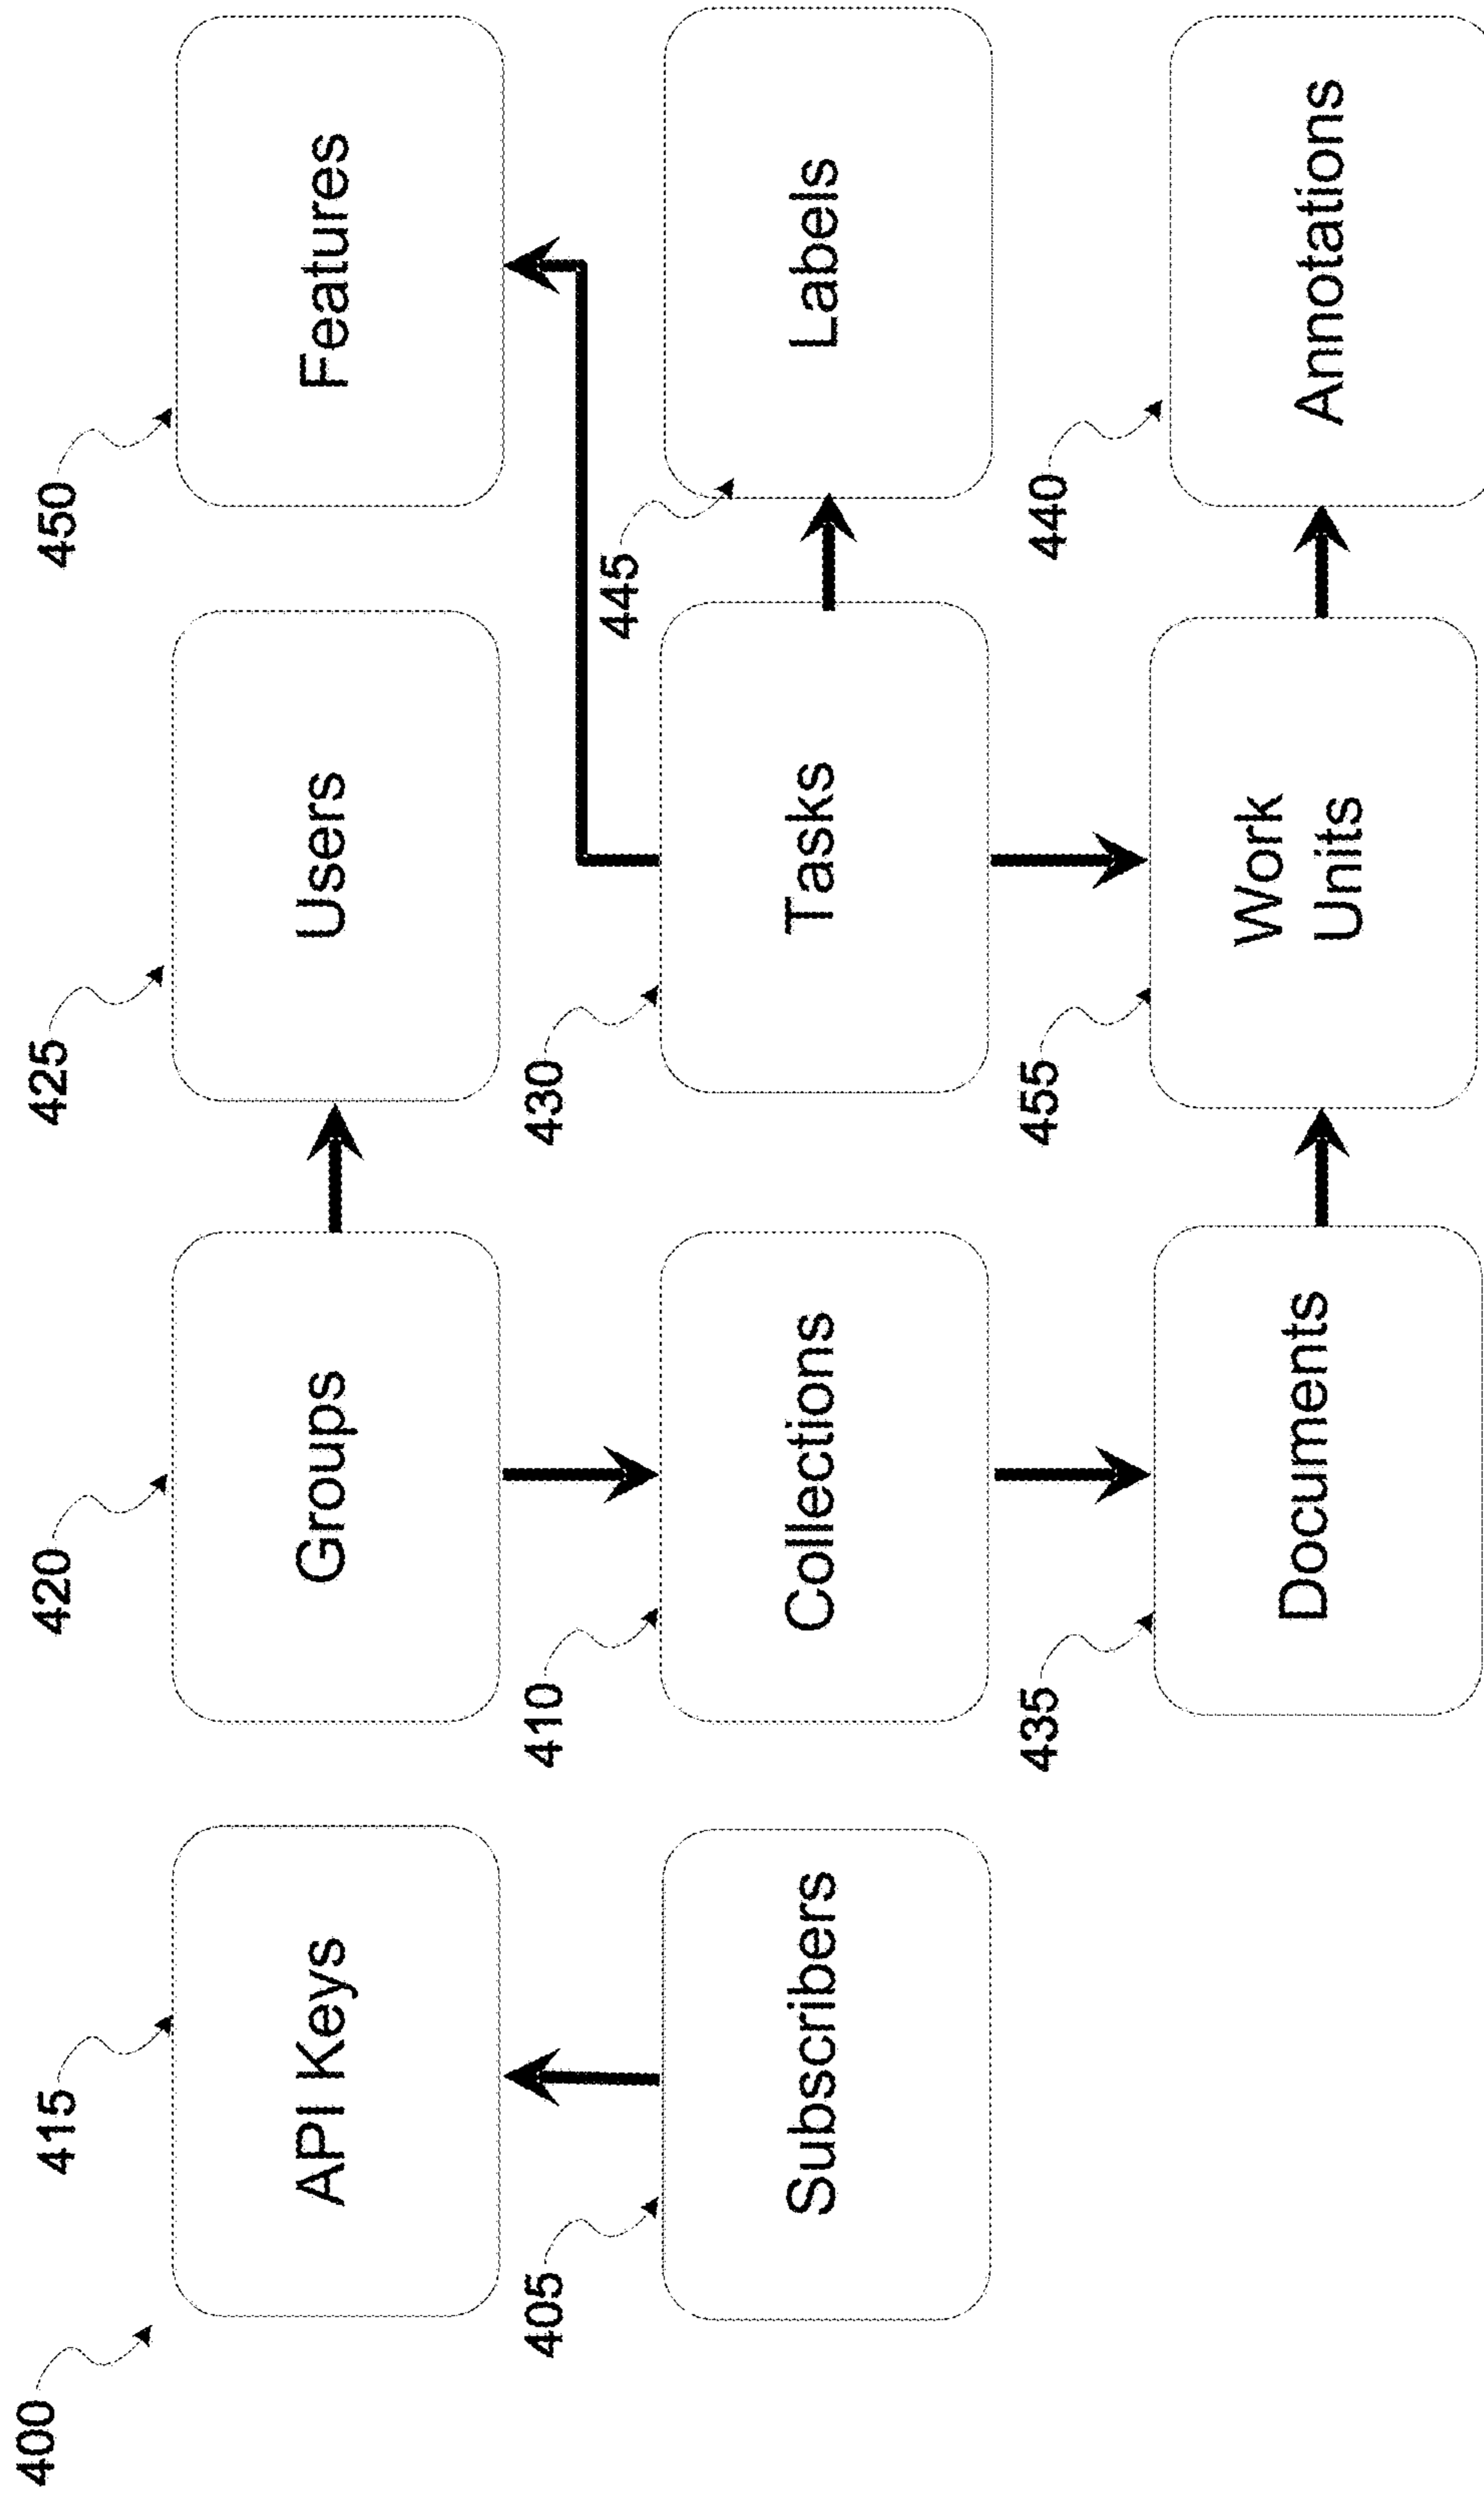 400
415
API Keys
420
Groups
425
Users
450
Features
405
Subscribers
410
Collections
430
Tasks
445
Labels
435
Documents
455
Work
Units
440
Annotations